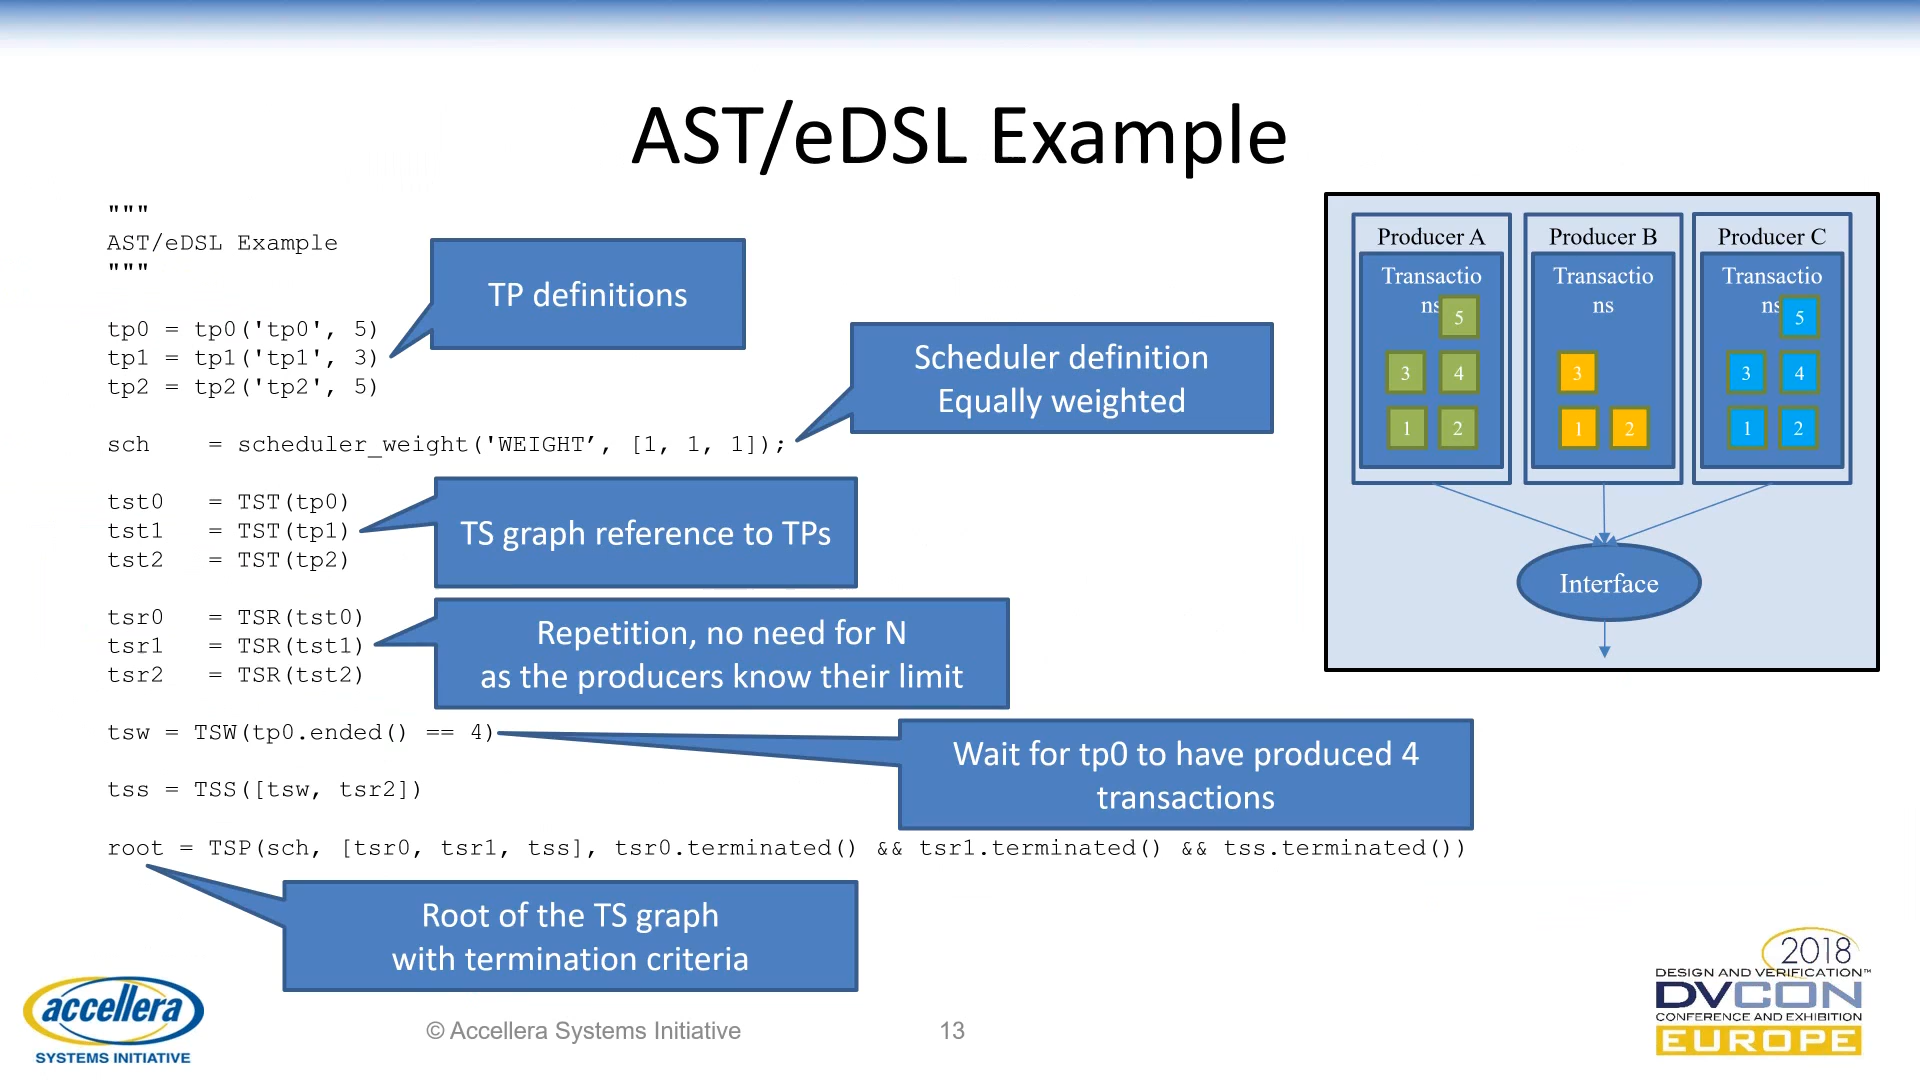 AST/eDSL Example
"""
AST/eDSL Example
"""
TP definitions
tp0 = tp0('tp0', 5)
tp1 = tp1('tp1', 3)
tp2 = tp2('tp2', 5)
Scheduler definition
Equally weighted
sch    = scheduler_weight('WEIGHT’, [1, 1, 1]);
tst0   = TST(tp0)
tst1   = TST(tp1)
tst2   = TST(tp2)
TS graph reference to TPs
tsr0   = TSR(tst0)
tsr1   = TSR(tst1)
tsr2   = TSR(tst2)
Repetition, no need for N
as the producers know their limit
tsw = TSW(tp0.ended() == 4)
Wait for tp0 to have produced 4
transactions
tss = TSS([tsw, tsr2])
root = TSP(sch, [tsr0, tsr1, tss], tsr0.terminated() && tsr1.terminated() && tss.terminated())
Root of the TS graph
with termination criteria
Producer A
Transactio
ns
5
3 4
1 2
Producer B
Transactio
ns
3
1 2
Producer C
Transactio
ns
5
3 4
1 2
Interface
accellera
SYSTEMS INITIATIVE
© Accellera Systems Initiative
13
2018
DESIGN AND VERIFICATION™
DVCON
CONFERENCE AND EXHIBITION
EUROPE